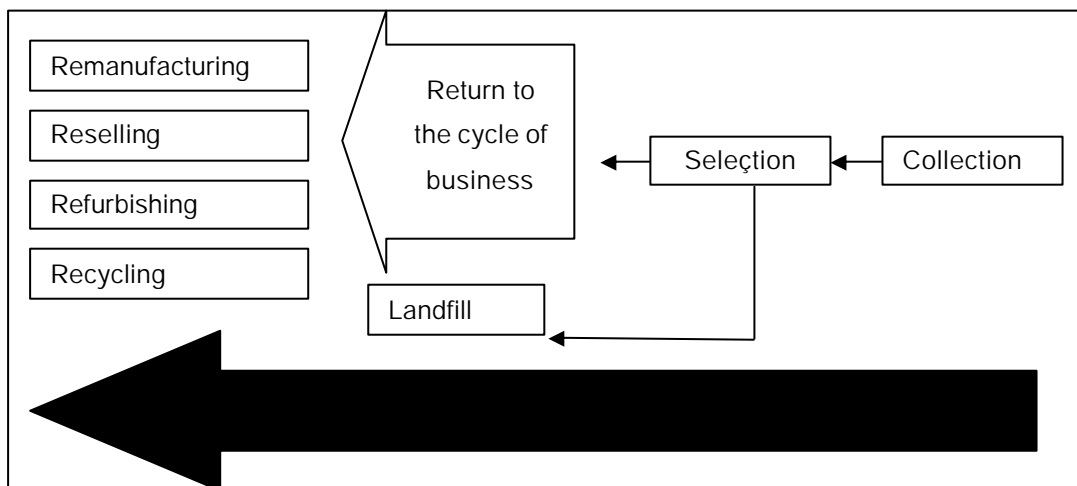 Remanufacturing
Reselling
Refurbishing
Recycling
Return to
the cycle of
business
Landfill
Seleçtion
Collection